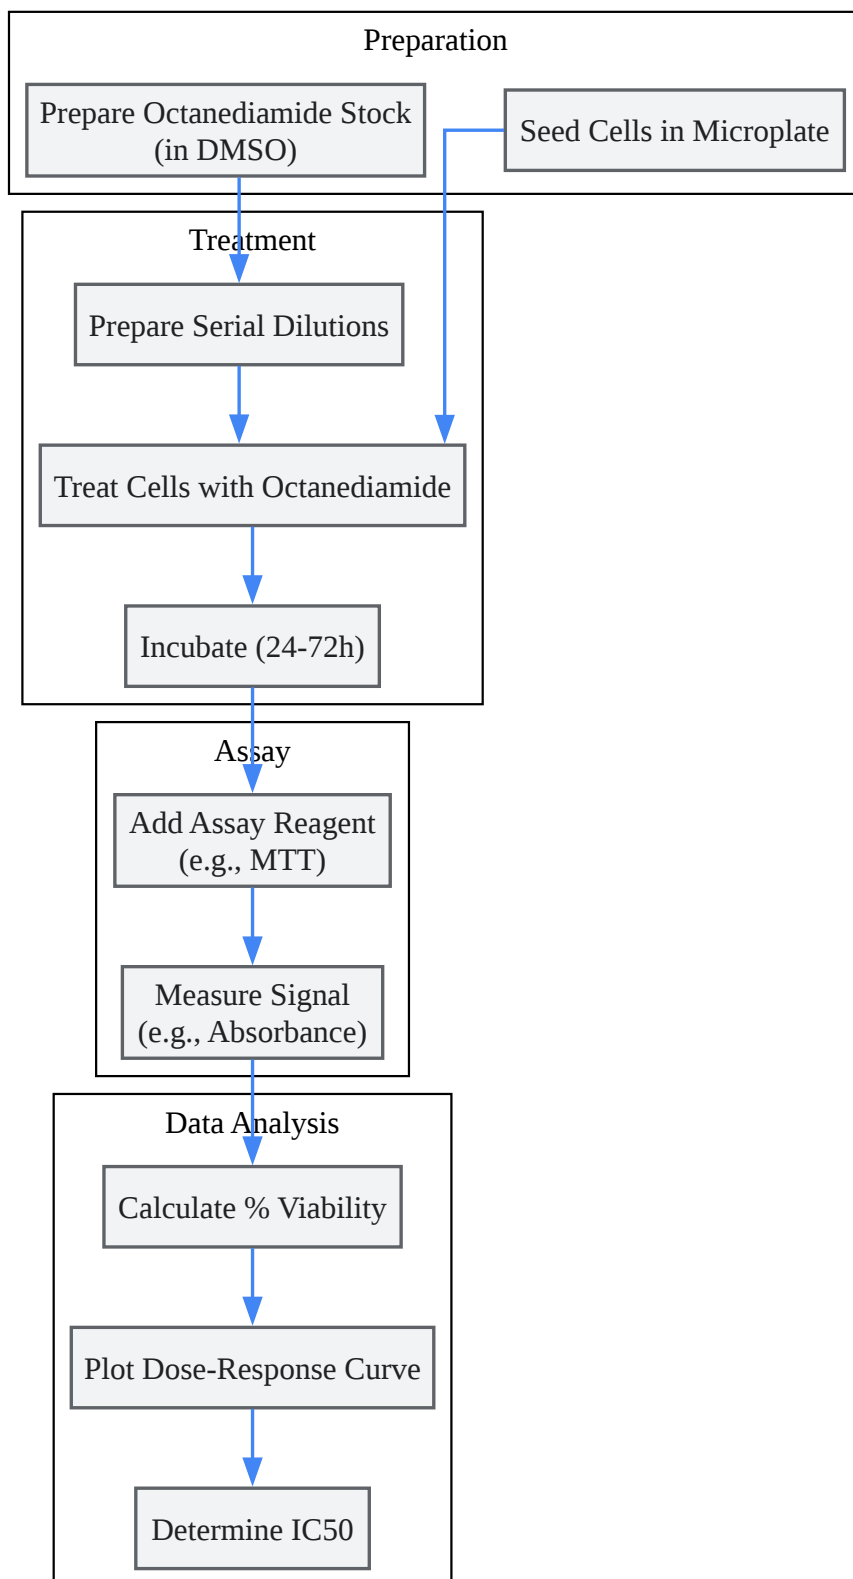 Preparation
Prepare Octanediamide Stock
(in DMSO)
Seed Cells in Microplate
Treatment
Prepare Serial Dilutions
Treat Cells with Octanediamide
Incubate (24-72h)
Assay
Add Assay Reagent
(e.g., MTT)
Measure Signal
(e.g., Absorbance)
Data Analysis
Calculate % Viability
Plot Dose-Response Curve
Determine IC50